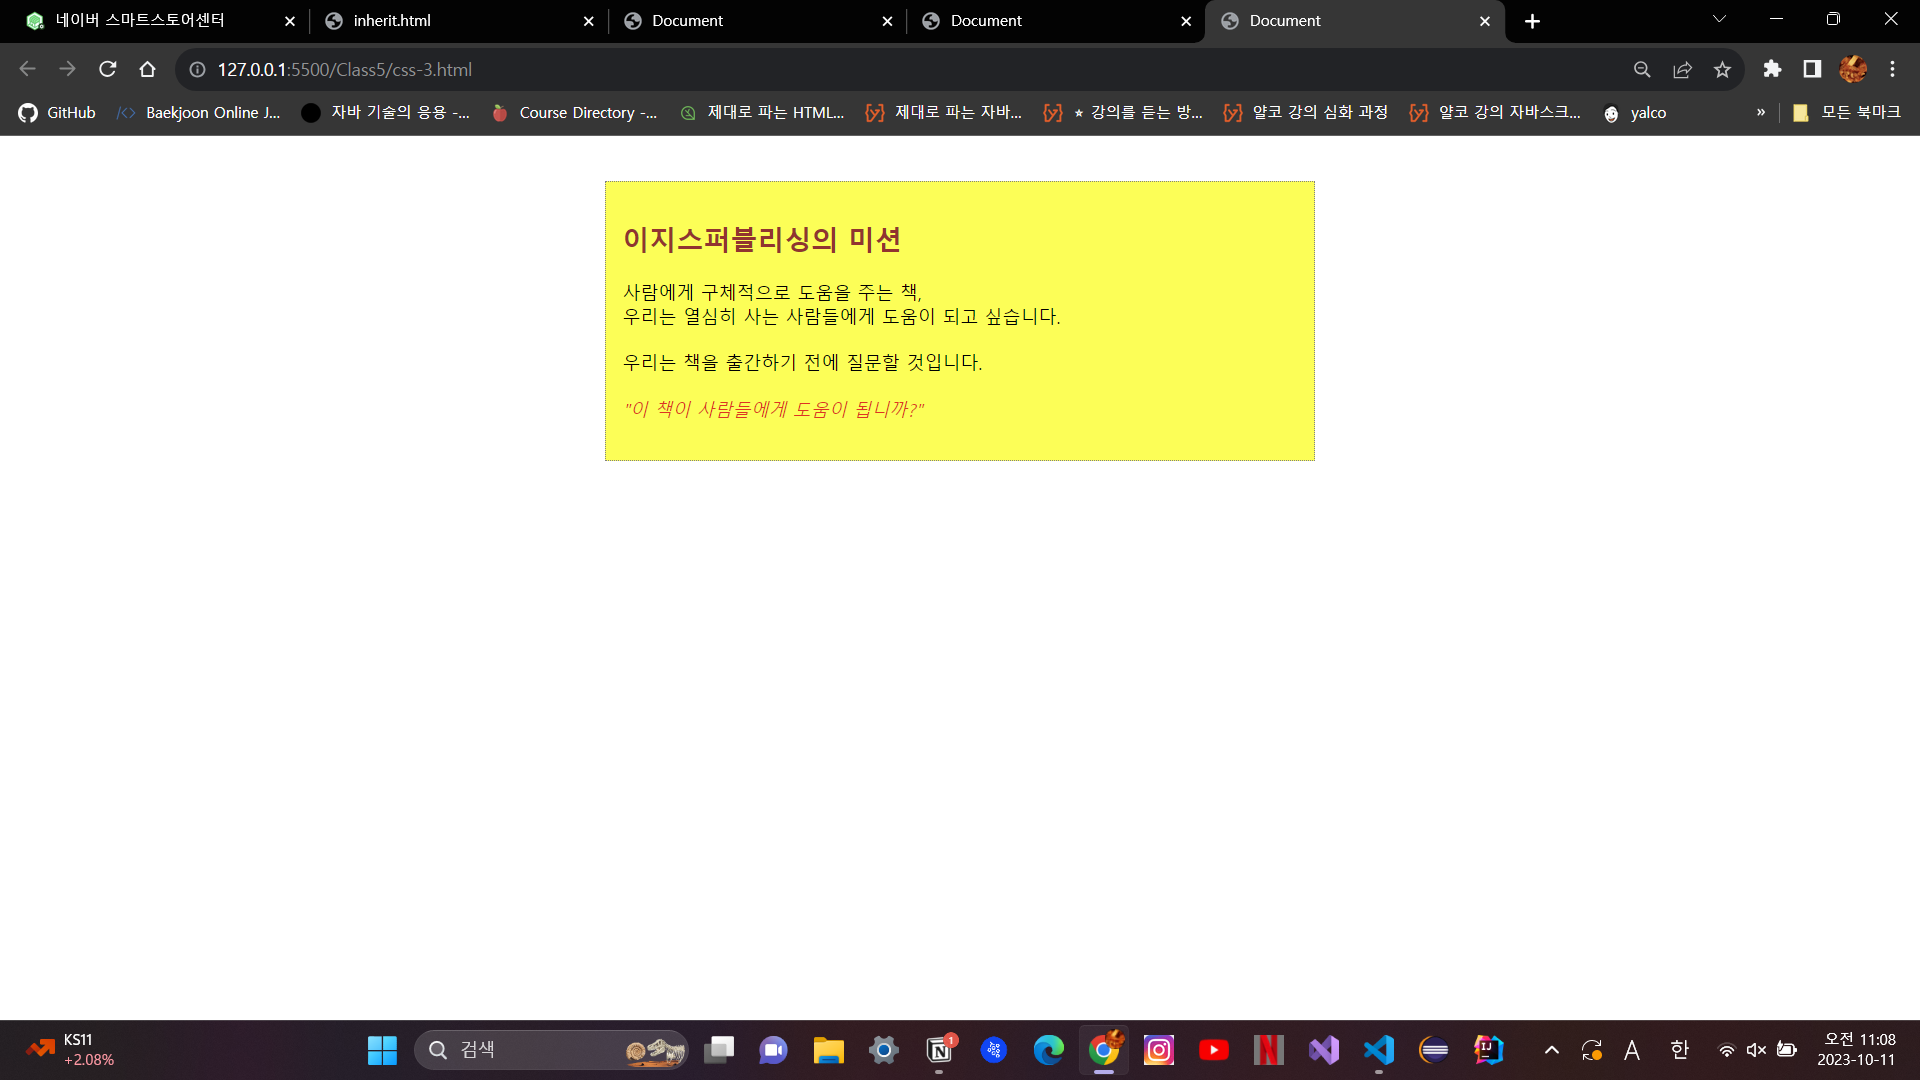 네이버 스마트스토어센터
inherit.html
Document
Document
Document
127.0.0.1:5500/Class5/css-3.html
GitHub
Baekjoon Online J...
자바 기술의 응용 -...
Course Directory -...
제대로 파는 HTML...
제대로 파는 자바...
★ 강의를 듣는 방...
얄코 강의 심화 과정
얄코 강의 자바스크...
yalco
»
모든 북마크
이지스퍼블리싱의 미션
사람에게 구체적으로 도움을 주는 책,
우리는 열심히 사는 사람들에게 도움이 되고 싶습니다.
우리는 책을 출간하기 전에 질문할 것입니다.
"이 책이 사람들에게 도움이 됩니까?"
KS11
+2.08%
검색
1
A
한
오전 11:08
2023-10-11